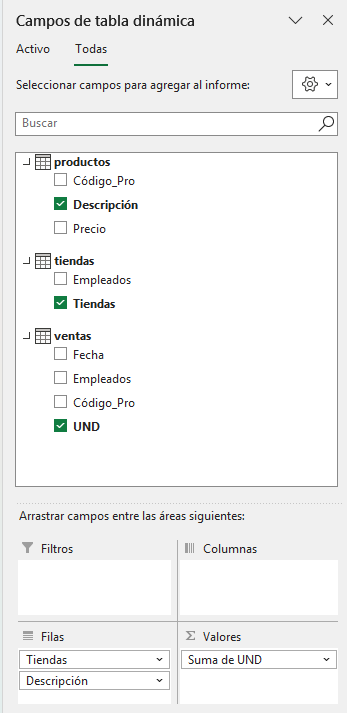 Campos de tabla dinámica
Activo Todas
Seleccionar campos para agregar al informe:
Buscar
productos
Código_Pro
Descripción
Precio
tiendas
Empleados
Tiendas
ventas
Fecha
Empleados
Código_Pro
UND
Arrastrar campos entre las áreas siguientes:
Filtros
Columnas
Filas
Σ Valores
Tiendas
Suma de UND
Descripción